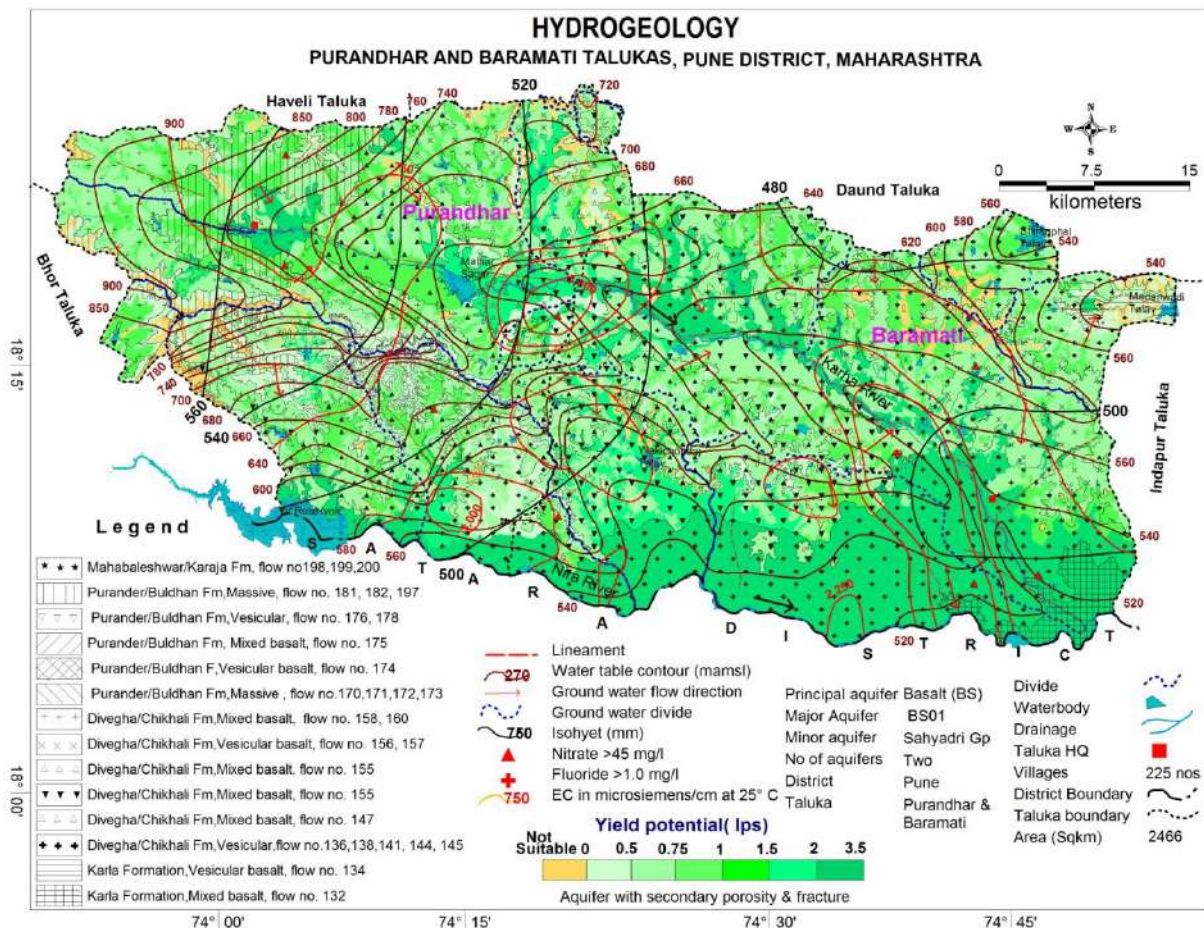 HYDROGEOLOGY
PURANDHAR AND BARAMATI TALUKAS, PUNE DISTRICT, MAHARASHTRA
Haveli Taluka
Daund Taluka
Bhor Taluka
Indapur Taluka
Purandhar
Baramati
N
W E
S
0 7.5 15
kilometers
900
850
800
780
760
740
520
720
700
680
660
480
640
620
600
580
560
540
540
560
500
560
540
520
900
850
780
740
700
680
660
640
600
560
540
580
560
500
540
520
Karha River
Nira River
S A T A R A D I S T R I C T
18° 15'
18° 00'
Legend
Mahabaleshwar/Karaja Fm, flow no198,199,200
Purander/Buldhan Fm,Massive, flow no. 181, 182, 197
Purander/Buldhan Fm,Vesicular, flow no. 176, 178
Purander/Buldhan Fm, Mixed basalt, flow no. 175
Purander/Buldhan F,Vesicular basalt, flow no. 174
Purander/Buldhan Fm,Massive , flow no.170,171,172,173
Divegha/Chikhali Fm,Mixed basalt, flow no. 158, 160
Divegha/Chikhali Fm,Vesicular basalt, flow no. 156, 157
Divegha/Chikhali Fm,Mixed basalt. flow no. 155
Divegha/Chikhali Fm,Mixed basalt, flow no. 155
Divegha/Chikhali Fm,Mixed basalt, flow no. 147
Divegha/Chikhali Fm,Vesicular,flow no.136,138,141, 144, 145
Karla Formation,Vesicular basalt, flow no. 134
Karla Formation,Mixed basalt, flow no. 132
Lineament
270 Water table contour (mamsl)
Ground water flow direction
Ground water divide
750 Isohyet (mm)
Nitrate >45 mg/l
Fluoride >1.0 mg/l
750 EC in microsiemens/cm at 25° C
Principal aquifer Basalt (BS)
Major Aquifer BS01
Minor aquifer Sahyadri Gp
No of aquifers Two
District Pune
Taluka Purandhar & Baramati
Divide
Waterbody
Drainage
Taluka HQ
Villages 225 nos
District Boundary
Taluka boundary
Area (Sqkm) 2466
Yield potential( lps)
Not Suitable 0 0.5 0.75 1 1.5 2 3.5
Aquifer with secondary porosity & fracture
74° 00' 74° 15' 74° 30' 74° 45'